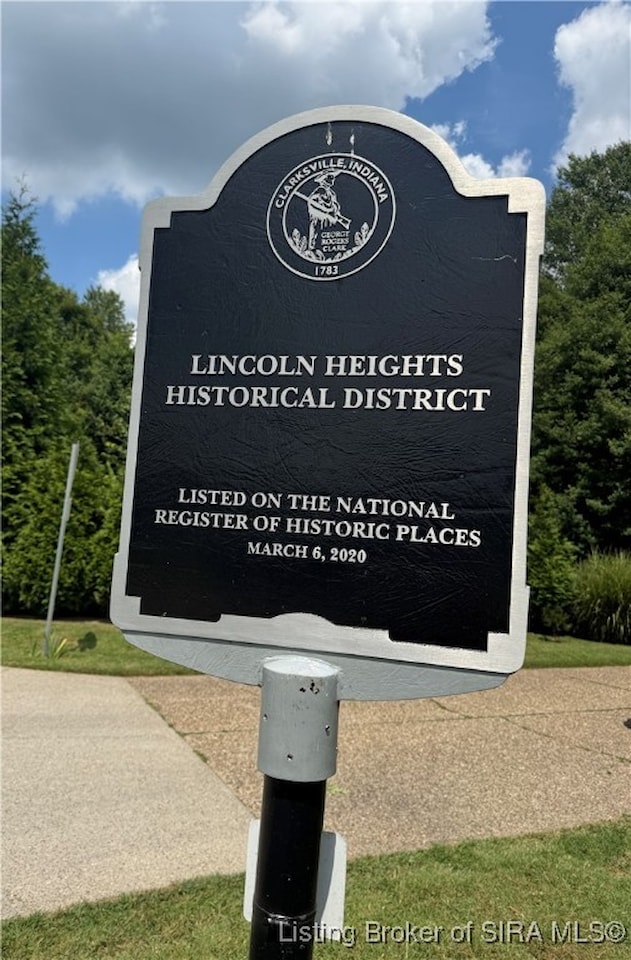 CLARKSVILLE, INDIANA
GEORGE
ROGERS
CLARK
1783
LINCOLN HEIGHTS
HISTORICAL DISTRICT
LISTED ON THE NATIONAL
REGISTER OF HISTORIC PLACES
MARCH 6, 2020
Listing Broker of SIRA MLS©